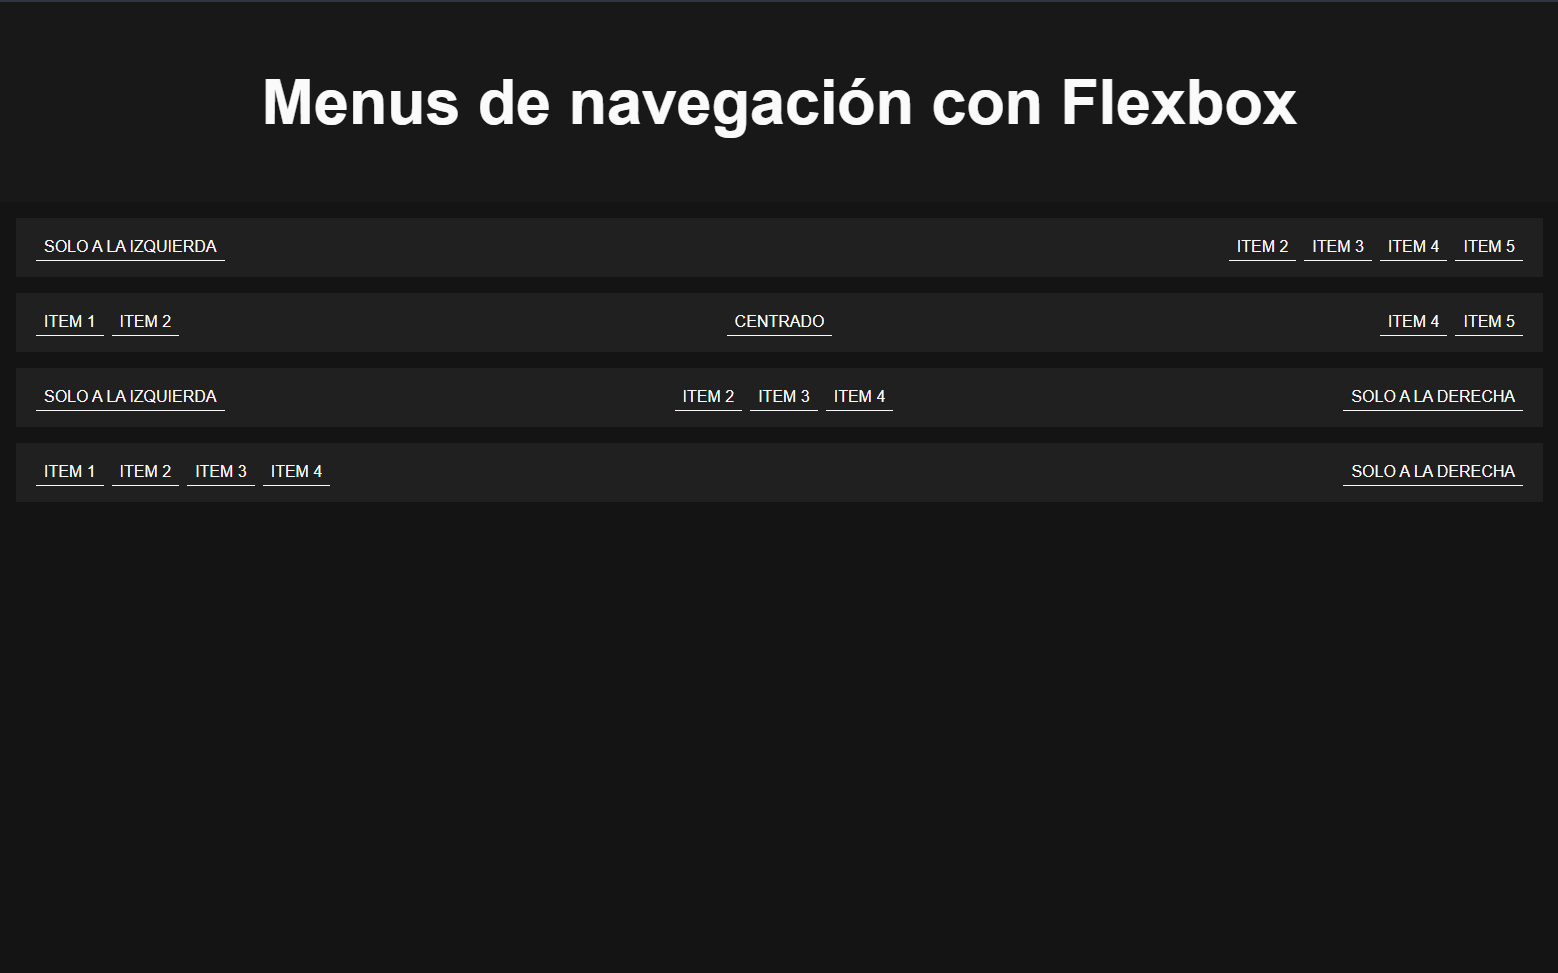 Menus de navegación con Flexbox
SOLO A LA IZQUIERDA ITEM 2 ITEM 3 ITEM 4 ITEM 5
ITEM 1 ITEM 2 CENTRADO ITEM 4 ITEM 5
SOLO A LA IZQUIERDA ITEM 2 ITEM 3 ITEM 4 SOLO A LA DERECHA
ITEM 1 ITEM 2 ITEM 3 ITEM 4 SOLO A LA DERECHA